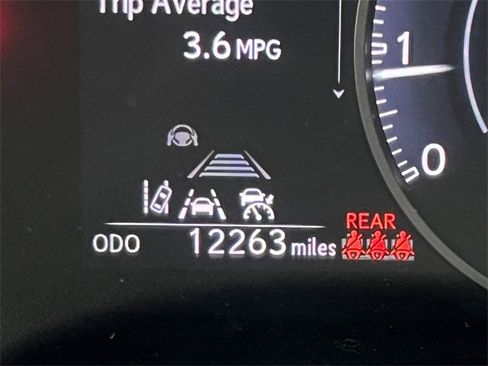 Trip Average
3.6 MPG
1
0
REAR
ODO 12263 miles